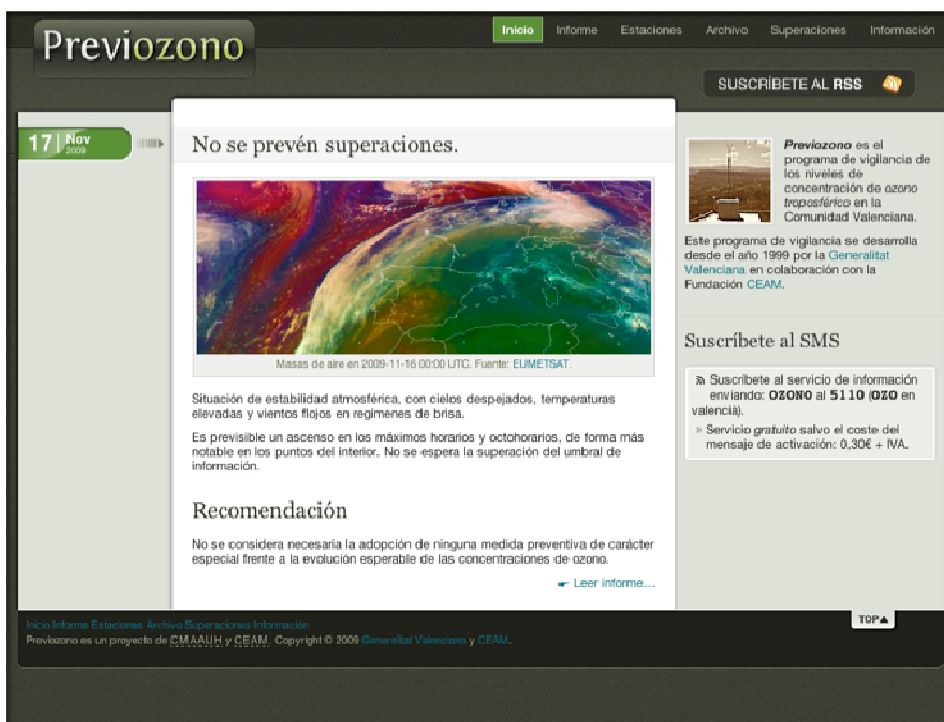 Previozono
Inicio Informe Estaciones Archivo Superaciones Información
SUSCRÍBETE AL RSS
17 Nov
2009
No se prevén superaciones.
Masas de aire en 2009-11-16 00:00 UTC. Fuente: EUMETSAT.
Situación de estabilidad atmosférica, con cielos despejados, temperaturas
elevadas y vientos flojos en regímenes de brisa.
Es previsible un ascenso en los máximos horarios y octohorarios, de forma más
notable en los puntos del interior. No se espera la superación del umbral de
información.
Recomendación
No se considera necesaria la adopción de ninguna medida preventiva de carácter
especial frente a la evolución esperable de las concentraciones de ozono.
☛ Leer informe...
Previozono es el
programa de vigilancia de
los niveles de
concentración de ozono
troposférico en la
Comunidad Valenciana.
Este programa de vigilancia se desarrolla
desde el año 1999 por la Generalitat
Valenciana en colaboración con la
Fundación CEAM.
Suscríbete al SMS
Suscríbete al servicio de información
enviando: OZONO al 5110 (OZO en
valencià).
» Servicio gratuito salvo el coste del
mensaje de activación: 0,30€ + IVA.
TOP▲
Inicio Informe Estaciones Archivo Superaciones Información
Previozono es un proyecto de CMAAUH y CEAM. Copyright © 2009 Generalitat Valenciana y CEAM.